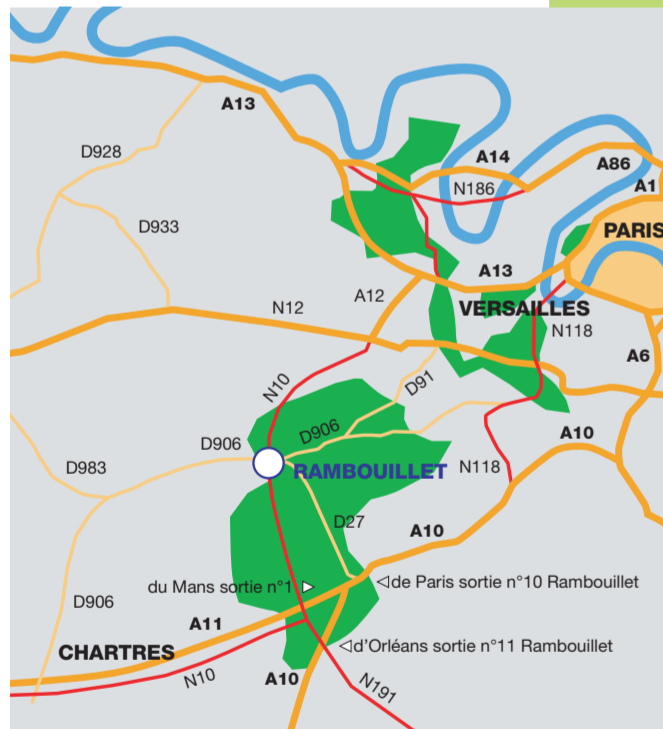 A13
D928
A14
A86
N186
A1
D933
PARIS
A13
A12
N12
VERSAILLES
N118
A6
N10
D91
D906
D906
A10
D983
RAMBOUILLET
N118
D27
A10
du Mans sortie n°1
de Paris sortie n°10 Rambouillet
D906
A11
CHARTRES
d'Orléans sortie n°11 Rambouillet
N10
A10
N191